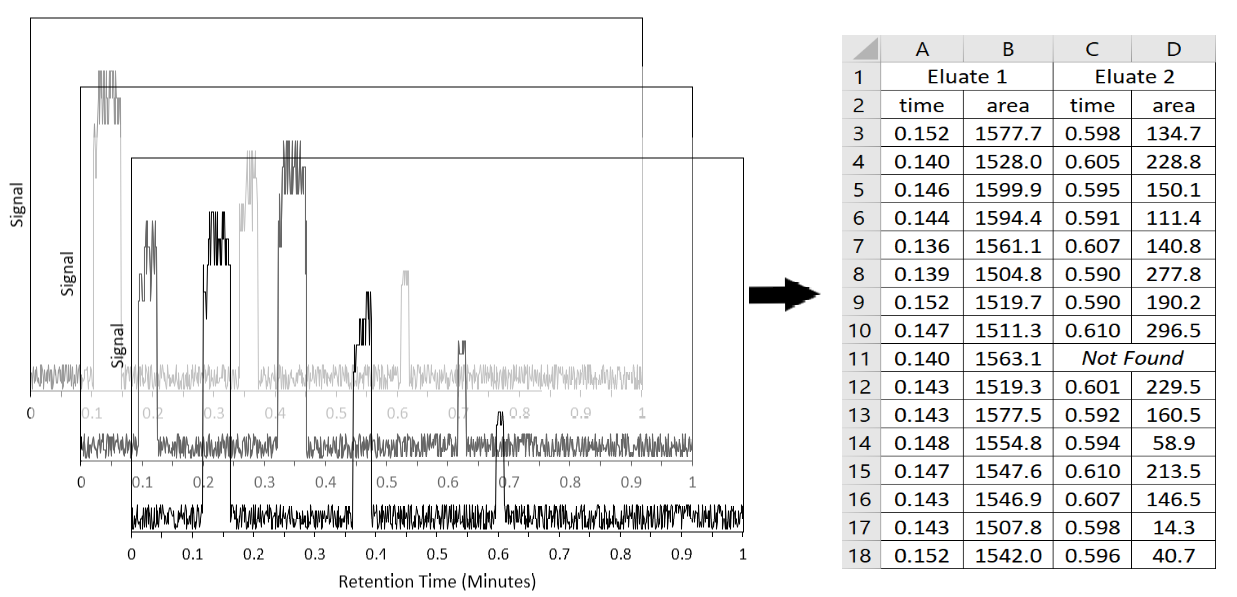 Signal
Signal
Signal
0 0.1 0.2 0.3 0.4 0.5 0.6 0.7 0.8 0.9 1
0 0.1 0.2 0.3 0.4 0.5 0.6 0.7 0.8 0.9 1
0 0.1 0.2 0.3 0.4 0.5 0.6 0.7 0.8 0.9 1
Retention Time (Minutes)
A B C D
1 Eluate 1 Eluate 2
2 time area time area
3 0.152 1577.7 0.598 134.7
4 0.140 1528.0 0.605 228.8
5 0.146 1599.9 0.595 150.1
6 0.144 1594.4 0.591 111.4
7 0.136 1561.1 0.607 140.8
8 0.139 1504.8 0.590 277.8
9 0.152 1519.7 0.590 190.2
10 0.147 1511.3 0.610 296.5
11 0.140 1563.1 Not Found
12 0.143 1519.3 0.601 229.5
13 0.143 1577.5 0.592 160.5
14 0.148 1554.8 0.594 58.9
15 0.147 1547.6 0.610 213.5
16 0.143 1546.9 0.607 146.5
17 0.143 1507.8 0.598 14.3
18 0.152 1542.0 0.596 40.7